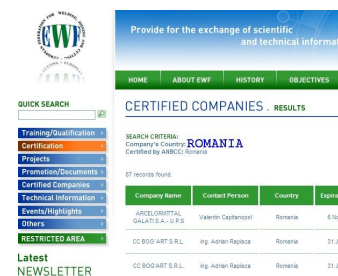 EWF
Provide for the exchange of scientific
and technical informat
HOME ABOUT EWF HISTORY OBJECTIVES
QUICK SEARCH
CERTIFIED COMPANIES . RESULTS
Training/Qualification
Certification
Projects
Promotion/Documents
Certified Companies
Technical Information
Events/Highlights
Others
RESTRICTED AREA
Latest
NEWSLETTER
SEARCH CRITERIA:
Company's Country: ROMANIA
Certified by ANBCC: Romania
57 records found.
Company Name Contact Person Country Expira
ARCELORMITTAL
GALATI S.A.- U.P.S Valentin Capitanopol Romania 6.No
CC BOG'ART S.R.L. ing. Adrian Rapisca Romania 31.J
CC BOG'ART S.R.L. ing. Adrian Rapisca Romania 31.J